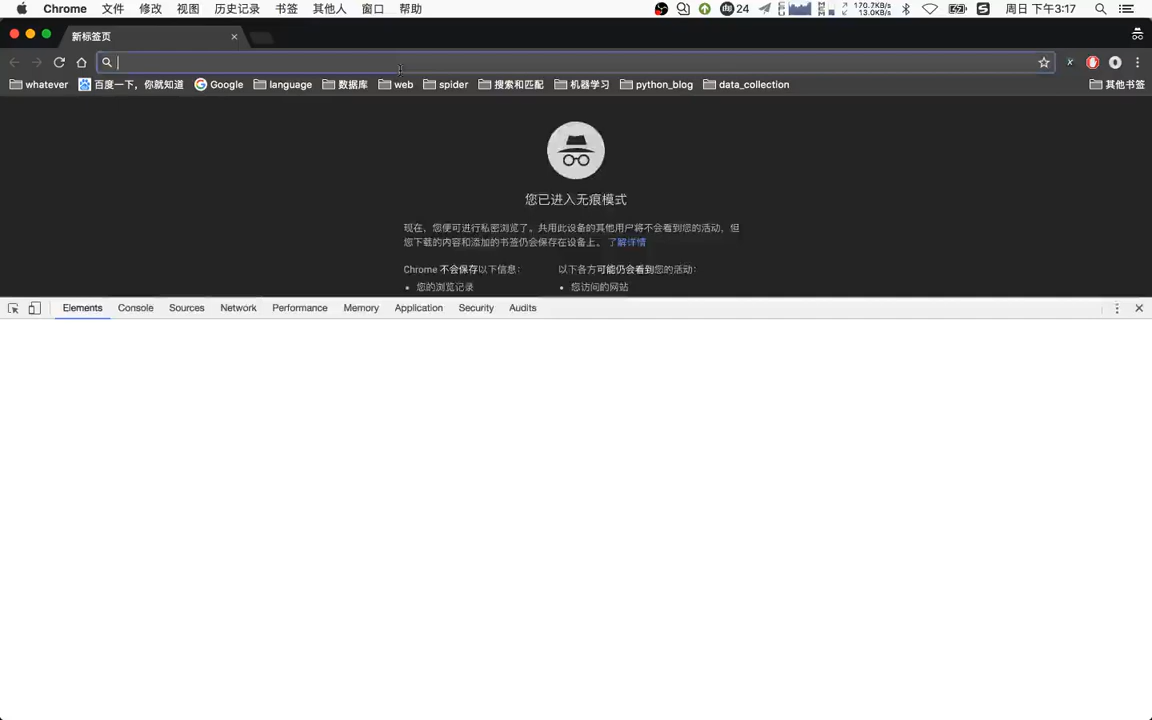 Chrome 文件 修改 视图 历史记录 书签 其他人 窗口 帮助 24 170.7KB/s 13.0KB/s 周日 下午3:17
新标签页
whatever 百度一下，你就知道 Google language 数据库 web spider 搜索和匹配 机器学习 python_blog data_collection 其他书签
您已进入无痕模式
现在，您便可进行私密浏览了。共用此设备的其他用户将不会看到您的活动，但
您下载的内容和添加的书签仍会保存在设备上。 了解详情
Chrome 不会保存以下信息：
• 您的浏览记录
以下各方可能仍会看到您的活动：
• 您访问的网站
Elements Console Sources Network Performance Memory Application Security Audits